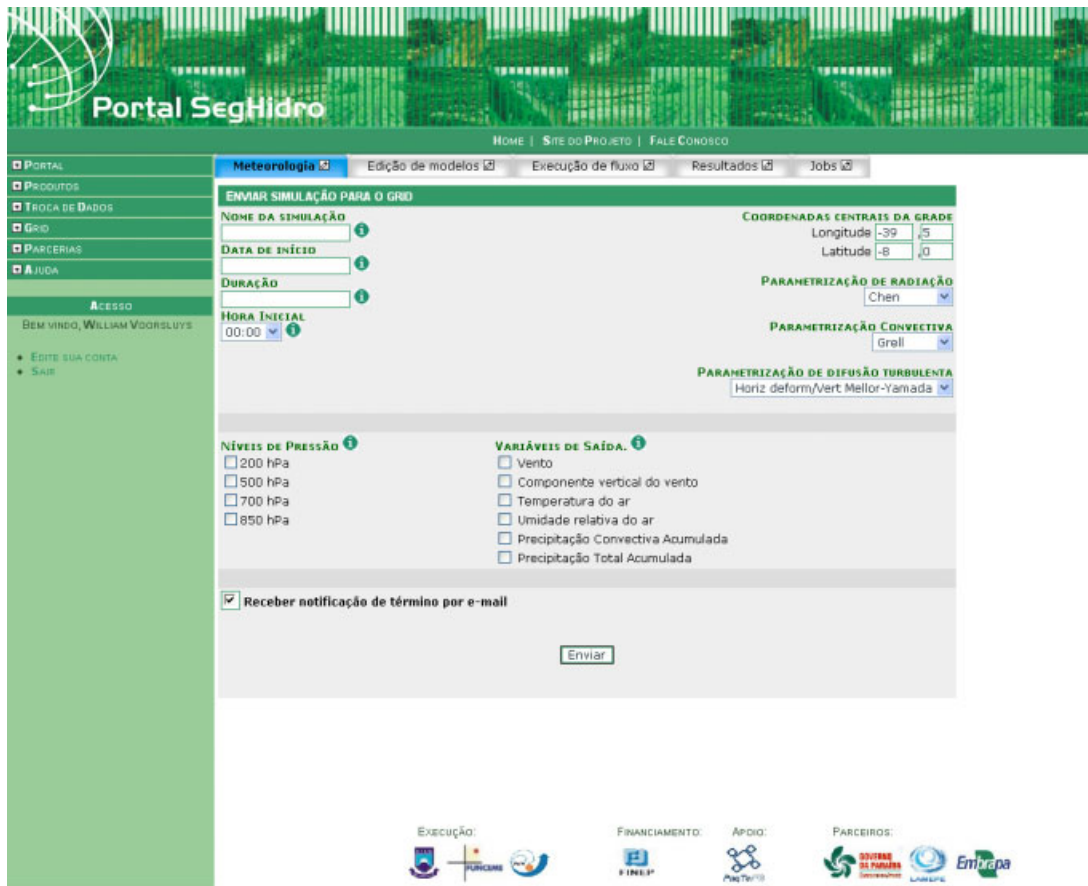 Portal SegHidro
HOME | SITE DO PROJETO | FALE CONOSCO
PORTAL
PRODUTOS
TROCA DE DADOS
GRID
PARCERIAS
AJUDA
ACESSO
BEM VINDO, WILLIAM VOORSLUYS
EDITE SUA CONTA
SAIR
Meteorologia
Edição de modelos
Execução de fluxo
Resultados
Jobs
ENVIAR SIMULAÇÃO PARA O GRID
NOME DA SIMULAÇÃO
DATA DE INÍCIO
DURAÇÃO
HORA INICIAL
00:00
COORDENADAS CENTRAIS DA GRADE
Longitude -39 ,5
Latitude -8 ,0
PARAMETRIZAÇÃO DE RADIAÇÃO
Chen
PARAMETRIZAÇÃO CONVECTIVA
Grell
PARAMETRIZAÇÃO DE DIFUSÃO TURBULENTA
Horiz deform/Vert Mellor-Yamada
NÍVEIS DE PRESSÃO
200 hPa
500 hPa
700 hPa
850 hPa
VARIÁVEIS DE SAÍDA.
Vento
Componente vertical do vento
Temperatura do ar
Umidade relativa do ar
Precipitação Convectiva Acumulada
Precipitação Total Acumulada
Receber notificação de término por e-mail
Enviar
EXECUÇÃO:
FINANCIAMENTO:
APOIO:
PARCEIROS:
FUNCEME
FINEP
GOVERNO DA PARAÍBA
LAMEPE
Embrapa